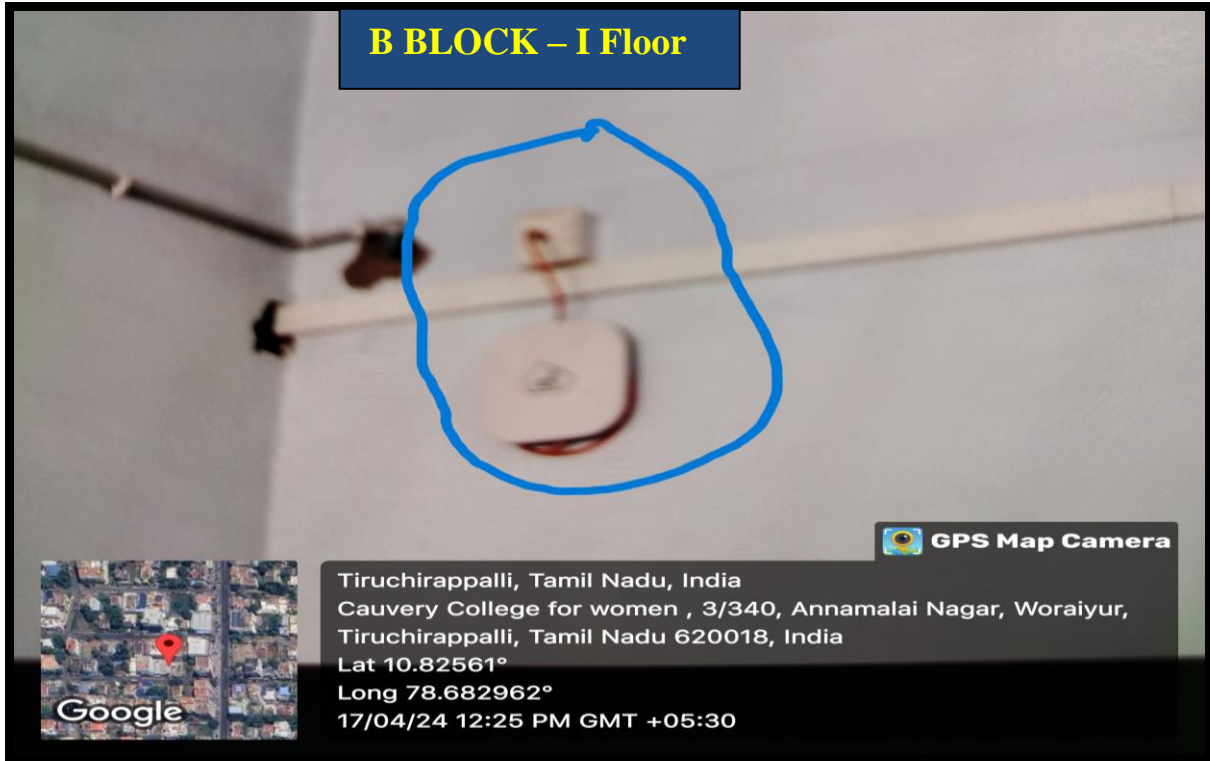 B BLOCK – I Floor
GPS Map Camera
Tiruchirappalli, Tamil Nadu, India
Cauvery College for women , 3/340, Annamalai Nagar, Woraiyur,
Tiruchirappalli, Tamil Nadu 620018, India
Lat 10.82561°
Long 78.682962°
17/04/24 12:25 PM GMT +05:30
Google